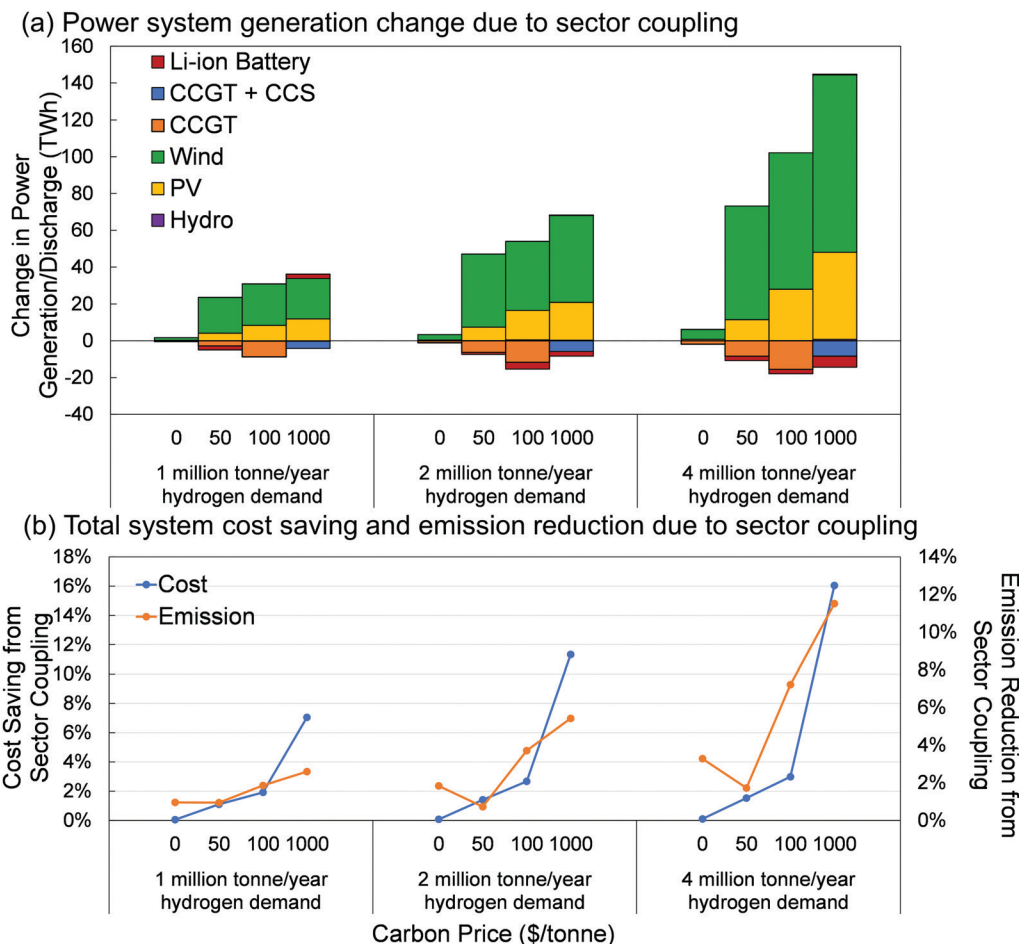 (a) Power system generation change due to sector coupling
Change in Power
Generation/Discharge (TWh)
160
140
120
100
80
60
40
20
0
-20
-40
Li-ion Battery
CCGT + CCS
CCGT
Wind
PV
Hydro
0 50 100 1000 0 50 100 1000 0 50 100 1000
1 million tonne/year 2 million tonne/year 4 million tonne/year
hydrogen demand hydrogen demand hydrogen demand
(b) Total system cost saving and emission reduction due to sector coupling
Cost Saving from
Sector Coupling
18%
16%
14%
12%
10%
8%
6%
4%
2%
0%
Cost
Emission
14%
12%
10%
8%
6%
4%
2%
0%
Emission Reduction from
Sector Coupling
0 50 100 1000 0 50 100 1000 0 50 100 1000
1 million tonne/year 2 million tonne/year 4 million tonne/year
hydrogen demand hydrogen demand hydrogen demand
Carbon Price ($/tonne)